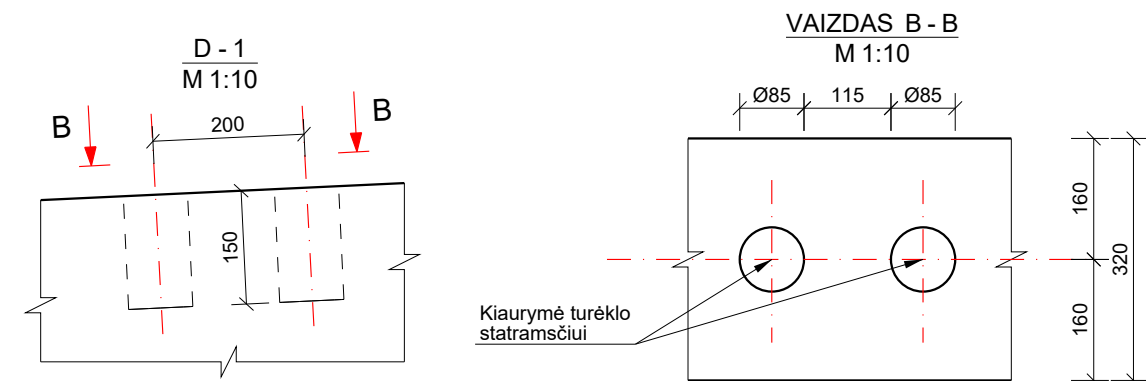 D - 1
M 1:10
B
B
200
150
VAIZDAS B - B
M 1:10
Ø85
115
Ø85
160
160
320
Kiaurymė turėklo
statramsčiui